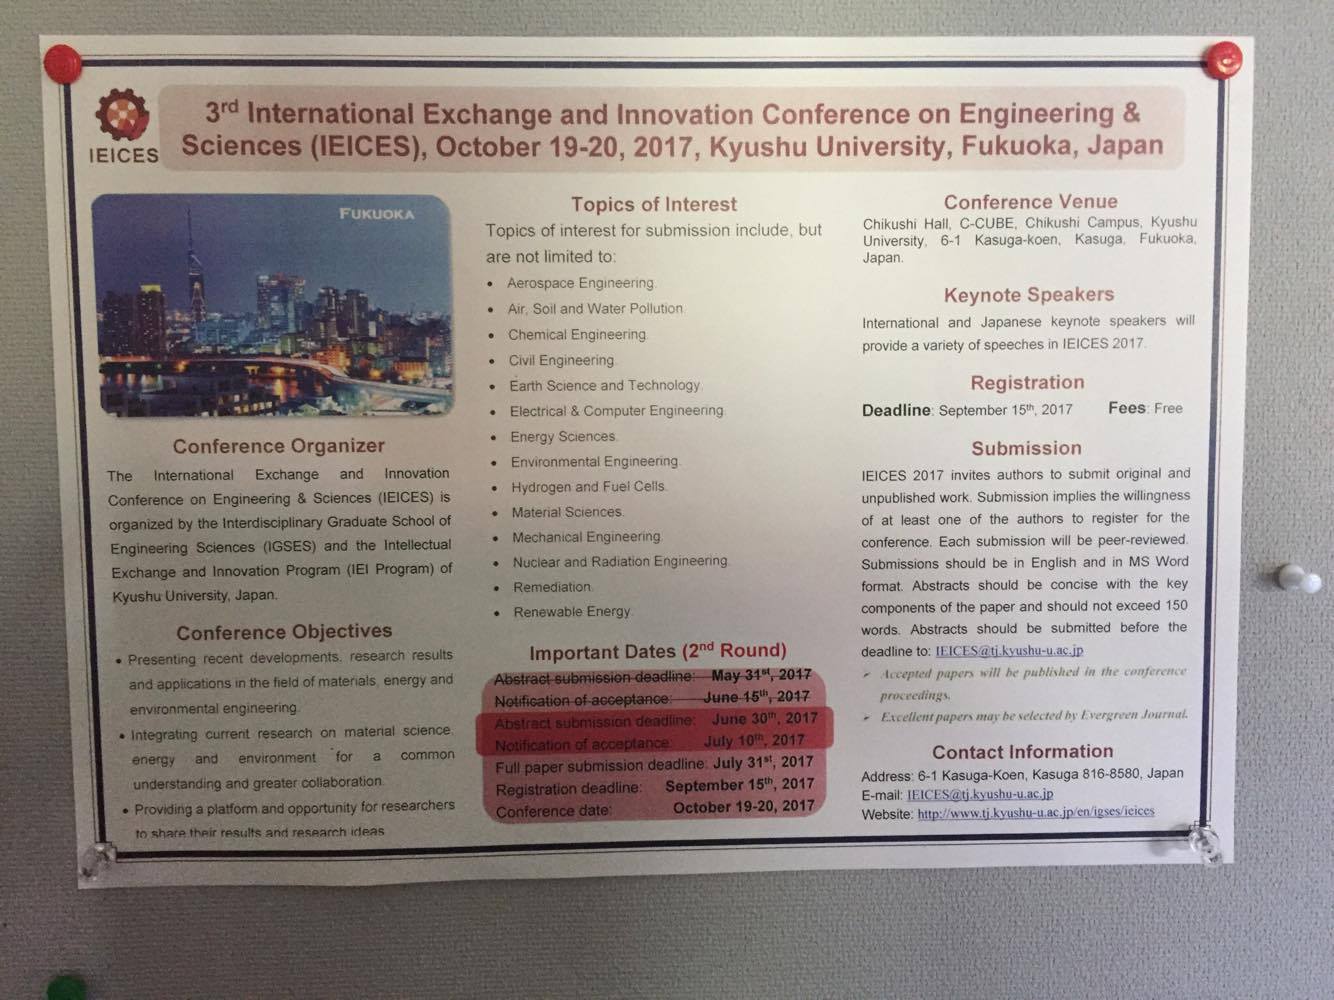 3rd International Exchange and Innovation Conference on Engineering &
Sciences (IEICES), October 19-20, 2017, Kyushu University, Fukuoka, Japan
IEICES
FUKUOKA
Conference Organizer
The International Exchange and Innovation
Conference on Engineering & Sciences (IEICES) is
organized by the Interdisciplinary Graduate School of
Engineering Sciences (IGSES) and the Intellectual
Exchange and Innovation Program (IEI Program) of
Kyushu University, Japan.
Conference Objectives
• Presenting recent developments, research results
and applications in the field of materials, energy and
environmental engineering.
• Integrating current research on material science,
energy and environment for a common
understanding and greater collaboration.
• Providing a platform and opportunity for researchers
to share their results and research ideas
Topics of Interest
Topics of interest for submission include, but
are not limited to:
• Aerospace Engineering.
• Air, Soil and Water Pollution
• Chemical Engineering.
• Civil Engineering.
• Earth Science and Technology.
• Electrical & Computer Engineering
• Energy Sciences.
• Environmental Engineering.
• Hydrogen and Fuel Cells.
• Material Sciences.
• Mechanical Engineering.
• Nuclear and Radiation Engineering.
• Remediation.
• Renewable Energy.
Important Dates (2nd Round)
Abstract submission deadline: May 31st, 2017
Notification of acceptance: June 15th, 2017
Abstract submission deadline: June 30th, 2017
Notification of acceptance: July 10th, 2017
Full paper submission deadline: July 31st, 2017
Registration deadline: September 15th, 2017
Conference date: October 19-20, 2017
Conference Venue
Chikushi Hall, C-CUBE, Chikushi Campus, Kyushu
University, 6-1 Kasuga-koen, Kasuga, Fukuoka,
Japan.
Keynote Speakers
International and Japanese keynote speakers will
provide a variety of speeches in IEICES 2017.
Registration
Deadline: September 15th, 2017 Fees: Free
Submission
IEICES 2017 invites authors to submit original and
unpublished work. Submission implies the willingness
of at least one of the authors to register for the
conference. Each submission will be peer-reviewed.
Submissions should be in English and in MS Word
format. Abstracts should be concise with the key
components of the paper and should not exceed 150
words. Abstracts should be submitted before the
deadline to: IEICES@tj.kyushu-u.ac.jp
➢ Accepted papers will be published in the conference
proceedings.
➢ Excellent papers may be selected by Evergreen Journal.
Contact Information
Address: 6-1 Kasuga-Koen, Kasuga 816-8580, Japan
E-mail: IEICES@tj.kyushu-u.ac.jp
Website: http://www.tj.kyushu-u.ac.jp/en/igses/ieices